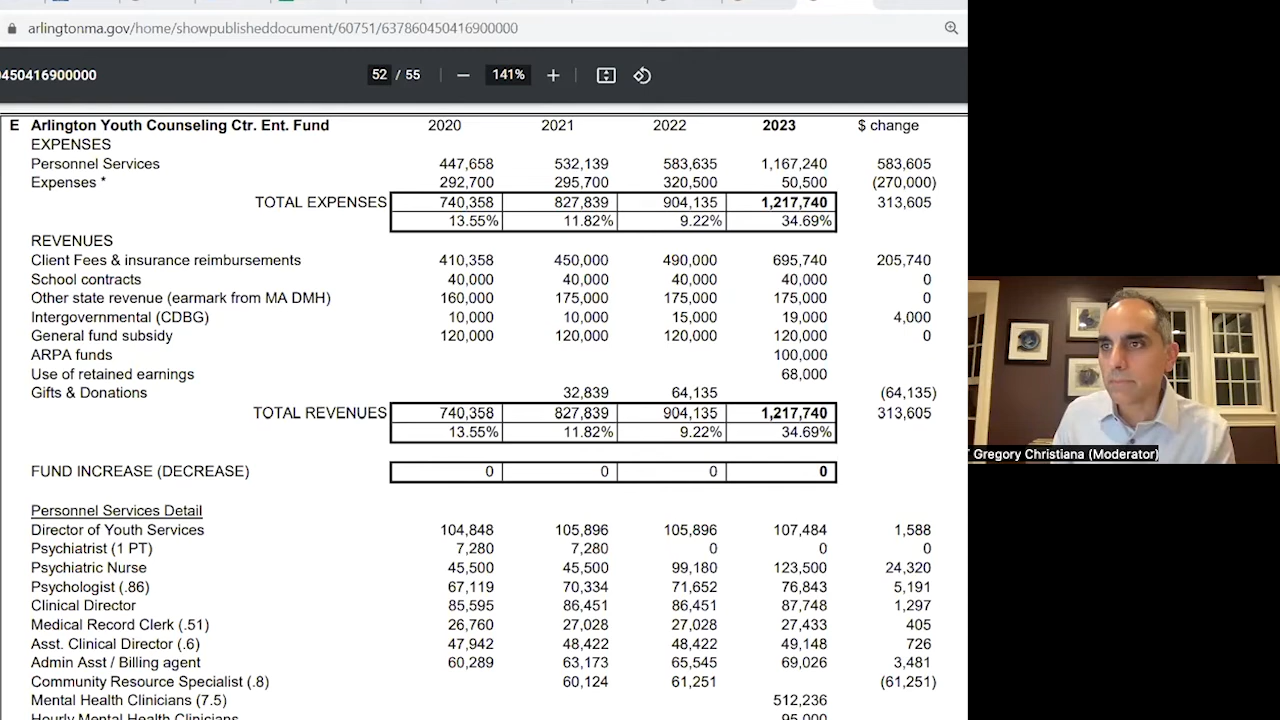 arlingtonma.gov/home/showpublisheddocument/60751/637860450416900000
0450416900000 52 / 55 — 141% +
E Arlington Youth Counseling Ctr. Ent. Fund 2020 2021 2022 2023 $ change
EXPENSES
Personnel Services 447,658 532,139 583,635 1,167,240 583,605
Expenses * 292,700 295,700 320,500 50,500 (270,000)
TOTAL EXPENSES 740,358 827,839 904,135 1,217,740 313,605
13.55% 11.82% 9.22% 34.69%
REVENUES
Client Fees & insurance reimbursements 410,358 450,000 490,000 695,740 205,740
School contracts 40,000 40,000 40,000 40,000 0
Other state revenue (earmark from MA DMH) 160,000 175,000 175,000 175,000 0
Intergovernmental (CDBG) 10,000 10,000 15,000 19,000 4,000
General fund subsidy 120,000 120,000 120,000 120,000 0
ARPA funds 100,000
Use of retained earnings 68,000
Gifts & Donations 32,839 64,135 (64,135)
TOTAL REVENUES 740,358 827,839 904,135 1,217,740 313,605
13.55% 11.82% 9.22% 34.69%
FUND INCREASE (DECREASE) 0 0 0 0
Personnel Services Detail
Director of Youth Services 104,848 105,896 105,896 107,484 1,588
Psychiatrist (1 PT) 7,280 7,280 0 0 0
Psychiatric Nurse 45,500 45,500 99,180 123,500 24,320
Psychologist (.86) 67,119 70,334 71,652 76,843 5,191
Clinical Director 85,595 86,451 86,451 87,748 1,297
Medical Record Clerk (.51) 26,760 27,028 27,028 27,433 405
Asst. Clinical Director (.6) 47,942 48,422 48,422 49,148 726
Admin Asst / Billing agent 60,289 63,173 65,545 69,026 3,481
Community Resource Specialist (.8) 60,124 61,251 (61,251)
Mental Health Clinicians (7.5) 512,236
Hourly Mental Health Clinicians 95,000
Gregory Christiana (Moderator)